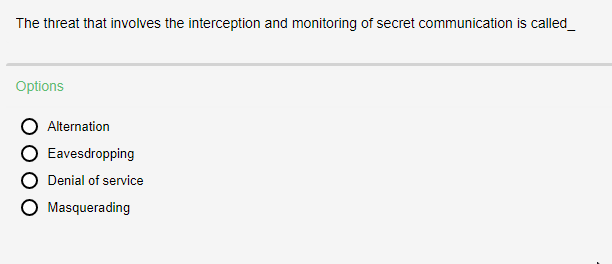 The threat that involves the interception and monitoring of secret communication is called_
Options
Alternation
Eavesdropping
Denial of service
Masquerading